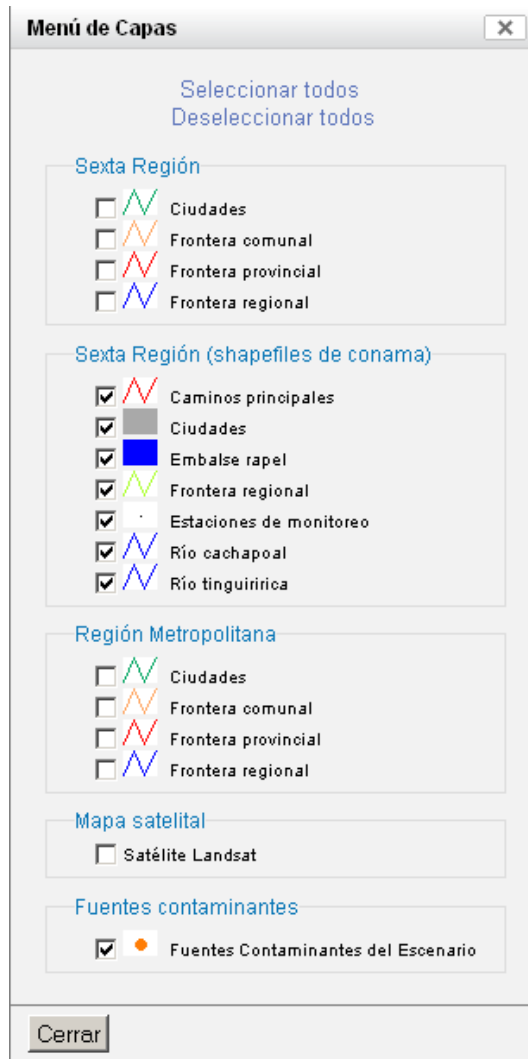 Menú de Capas
Seleccionar todos
Deseleccionar todos
Sexta Región
Ciudades
Frontera comunal
Frontera provincial
Frontera regional
Sexta Región (shapefiles de conama)
Caminos principales
Ciudades
Embalse rapel
Frontera regional
Estaciones de monitoreo
Río cachapoal
Río tinguiririca
Región Metropolitana
Ciudades
Frontera comunal
Frontera provincial
Frontera regional
Mapa satelital
Satélite Landsat
Fuentes contaminantes
Fuentes Contaminantes del Escenario
Cerrar